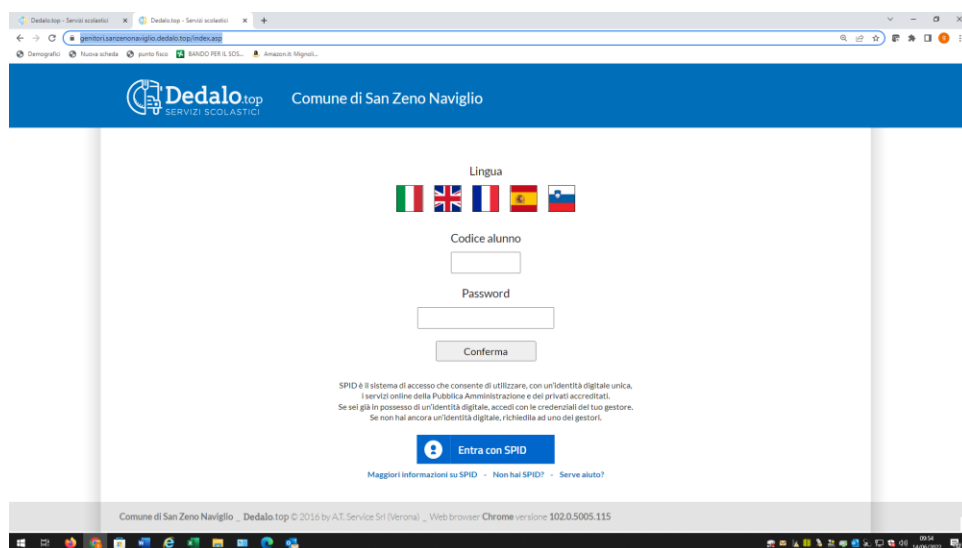 Dedalo.top - Servizi scolastici
Dedalo.top - Servizi scolastici
genitori.sanzenonaviglio.dedalo.top/index.asp
Demografici Nuova scheda punto fisco BANDO PER IL SOS... Amazon.it: Mignoli...
Dedalo.top
SERVIZI SCOLASTICI
Comune di San Zeno Naviglio
Lingua
Codice alunno
Password
Conferma
SPID è il sistema di accesso che consente di utilizzare, con un'identità digitale unica,
i servizi online della Pubblica Amministrazione e dei privati accreditati.
Se sei già in possesso di un'identità digitale, accedi con le credenziali del tuo gestore.
Se non hai ancora un'identità digitale, richiedila ad uno dei gestori.
Entra con SPID
Maggiori informazioni su SPID - Non hai SPID? - Serve aiuto?
Comune di San Zeno Naviglio _ Dedalo.top © 2016 by A.T. Service Srl (Verona) _ Web browser Chrome versione 102.0.5005.115
09:54